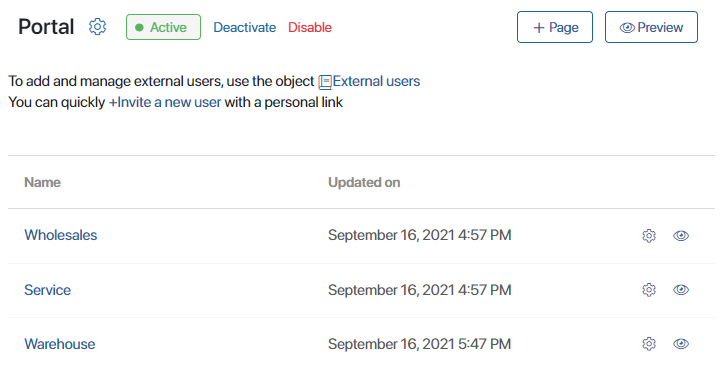 Portal Active Deactivate Disable + Page Preview
To add and manage external users, use the object External users
You can quickly +Invite a new user with a personal link
Name Updated on
Wholesales September 16, 2021 4:57 PM
Service September 16, 2021 4:57 PM
Warehouse September 16, 2021 5:47 PM